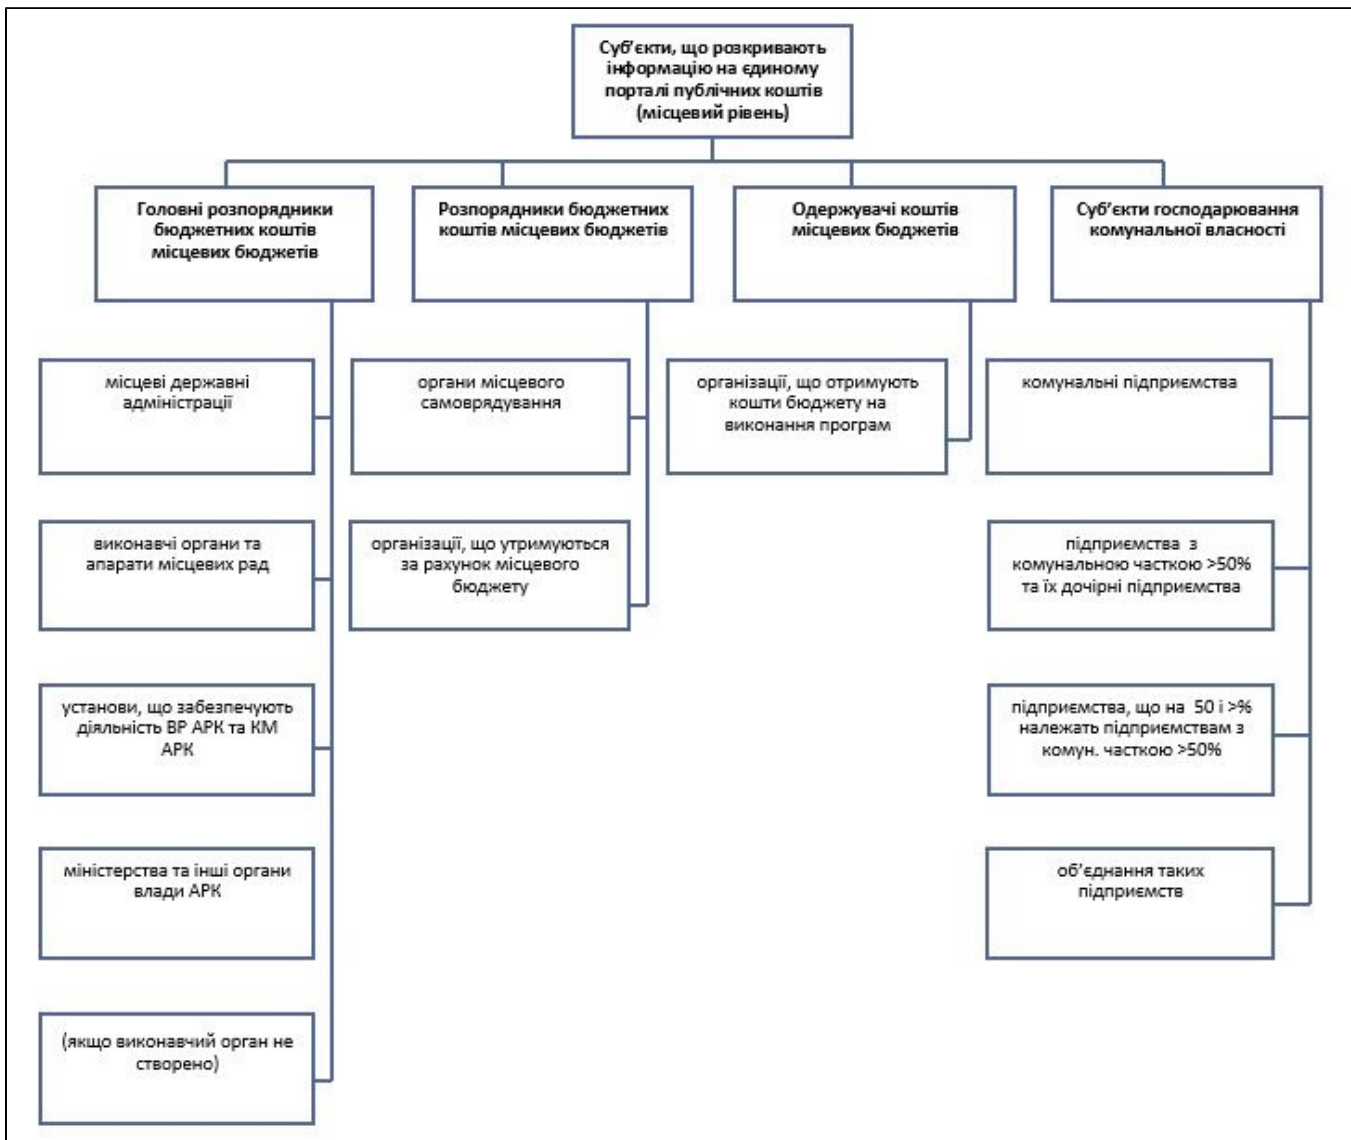 Суб’єкти, що розкривають
інформацію на єдиному
порталі публічних коштів
(місцевий рівень)
Головні розпорядники
бюджетних коштів
місцевих бюджетів
Розпорядники бюджетних
коштів місцевих бюджетів
Одержувачі коштів
місцевих бюджетів
Суб’єкти господарювання
комунальної власності
місцеві державні
адміністрації
органи місцевого
самоврядування
організації, що отримують
кошти бюджету на
виконання програм
комунальні підприємства
виконавчі органи та
апарати місцевих рад
організації, що утримуються
за рахунок місцевого
бюджету
підприємства з
комунальною часткою >50%
та їх дочірні підприємства
установи, що забезпечують
діяльність ВР АРК та КМ
АРК
підприємства, що на 50 і >%
належать підприємствам з
комун. часткою >50%
міністерства та інші органи
влади АРК
об’єднання таких
підприємств
(якщо виконавчий орган не
створено)